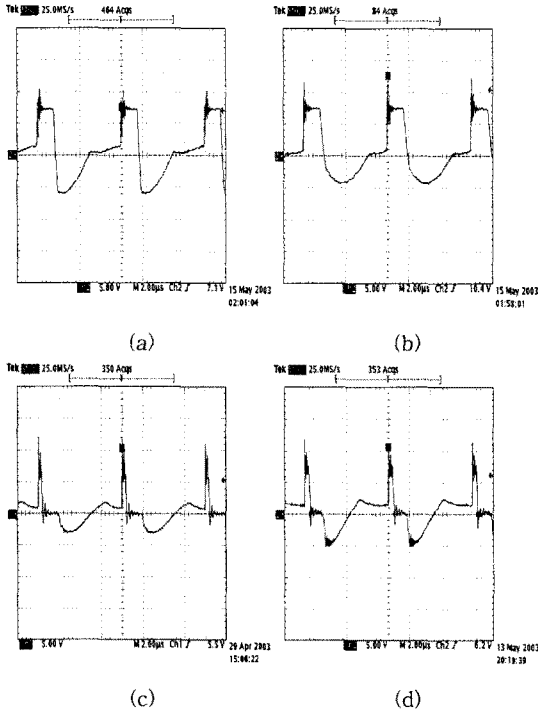 Tek 25.0MS/s 464 Acqs
5.00 V M 2.00µs Ch2 7.1 V 15 May 2003
02:01:04
(a)
Tek 25.0MS/s 84 Acqs
5.00 V M 2.00µs Ch2 10.4 V 15 May 2003
01:58:01
(b)
Tek 25.0MS/s 350 Acqs
5.00 V M 2.00µs Ch1 5.5 V 29 Apr 2003
15:06:22
(c)
Tek 25.0MS/s 353 Acqs
5.00 V M 2.00µs Ch2 6.2 V 13 May 2003
20:19:39
(d)